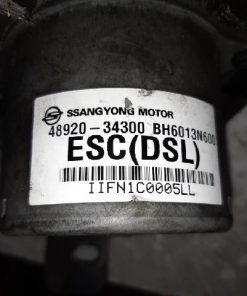 SSANGYONG MOTOR
48920-34300 BH6013N600
ESC(DSL)
IIFN1C0005LL